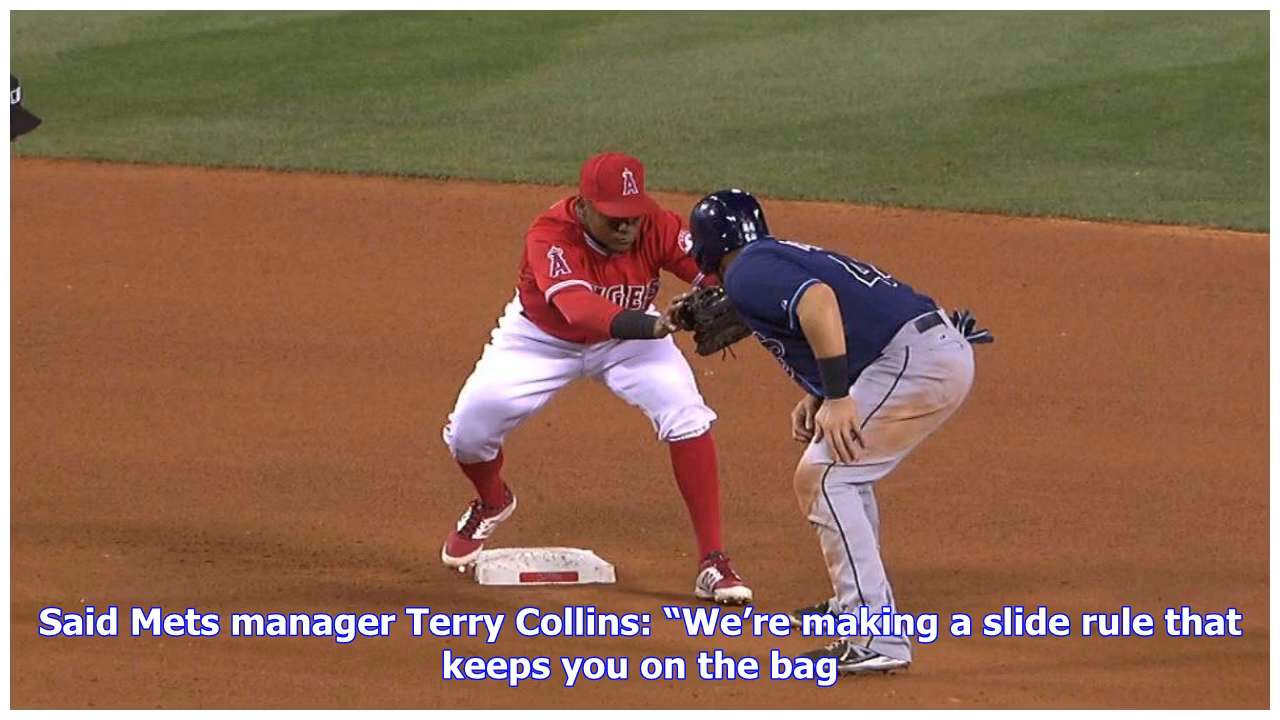 A
A
Said Mets manager Terry Collins: “We’re making a slide rule that
keeps you on the bag